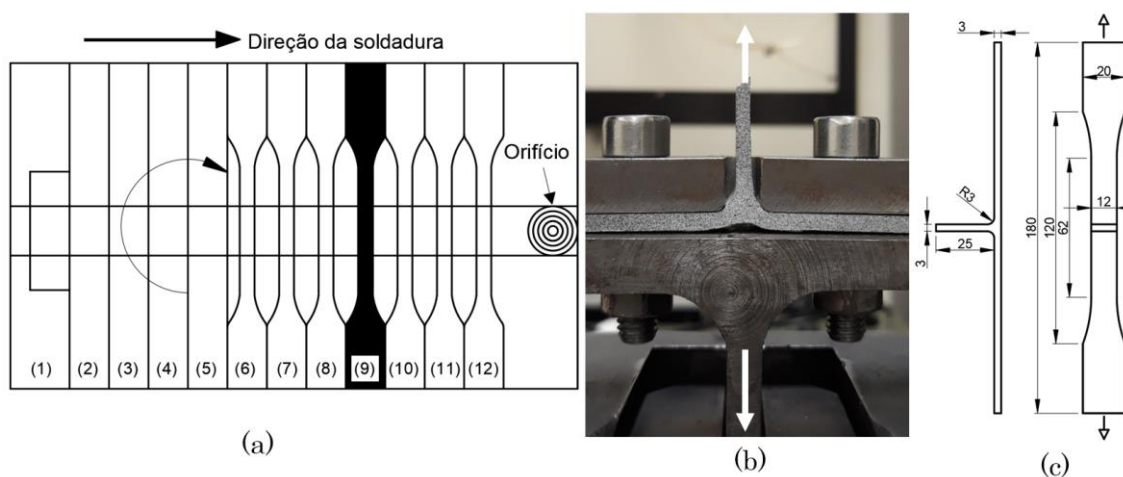 Direção da soldadura
Orifício
(1) (2) (3) (4) (5) (6) (7) (8) (9) (10) (11) (12)
(a)
(b)
3
R3
25
3
180
120
62
20
12
(c)